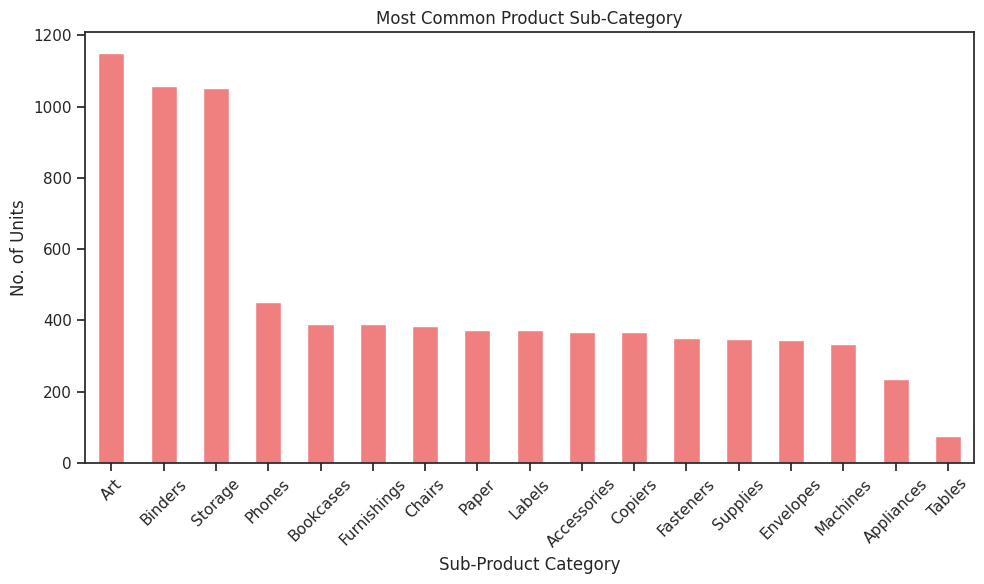 Most Common Product Sub-Category
No. of Units
1200
1000
800
600
400
200
0
Art
Binders
Storage
Phones
Bookcases
Furnishings
Chairs
Paper
Labels
Accessories
Copiers
Fasteners
Supplies
Envelopes
Machines
Appliances
Tables
Sub-Product Category